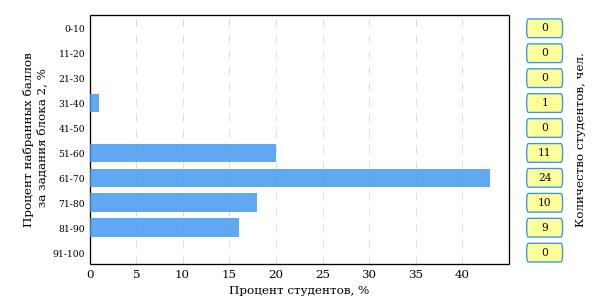 Процент набранных баллов
за задания блока 2, %
0-10 0
11-20 0
21-30 0
31-40 1
41-50 0
51-60 11
61-70 24
71-80 10
81-90 9
91-100 0
0 5 10 15 20 25 30 35 40
Процент студентов, %
Количество студентов, чел.